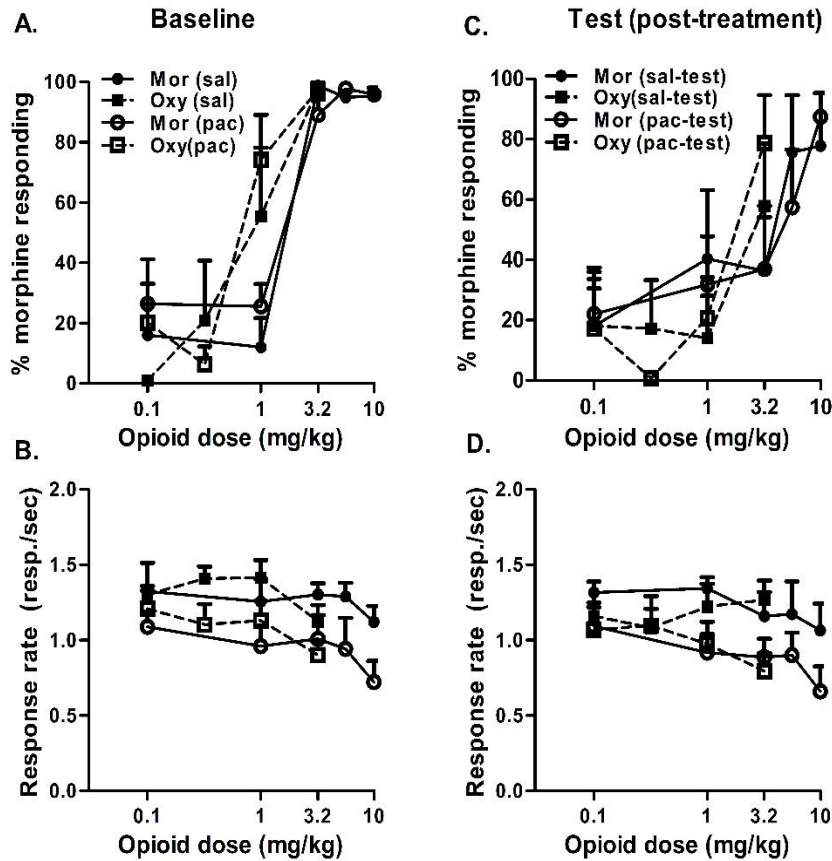 A.
Baseline
Mor (sal)
Oxy (sal)
Mor (pac)
Oxy(pac)
100
80
60
40
20
0
% morphine responding
0.1
1
3.2
10
Opioid dose (mg/kg)
C.
Test (post-treatment)
Mor (sal-test)
Oxy(sal-test)
Mor (pac-test)
Oxy (pac-test)
100
80
60
40
20
0
% morphine responding
0.1
1
3.2
10
Opioid dose (mg/kg)
B.
2.0
1.5
1.0
0.5
0.0
Response rate (resp./sec)
0.1
1
3.2
10
Opioid dose (mg/kg)
D.
2.0
1.5
1.0
0.5
0.0
Response rate (resp./sec)
0.1
1
3.2
10
Opioid dose (mg/kg)